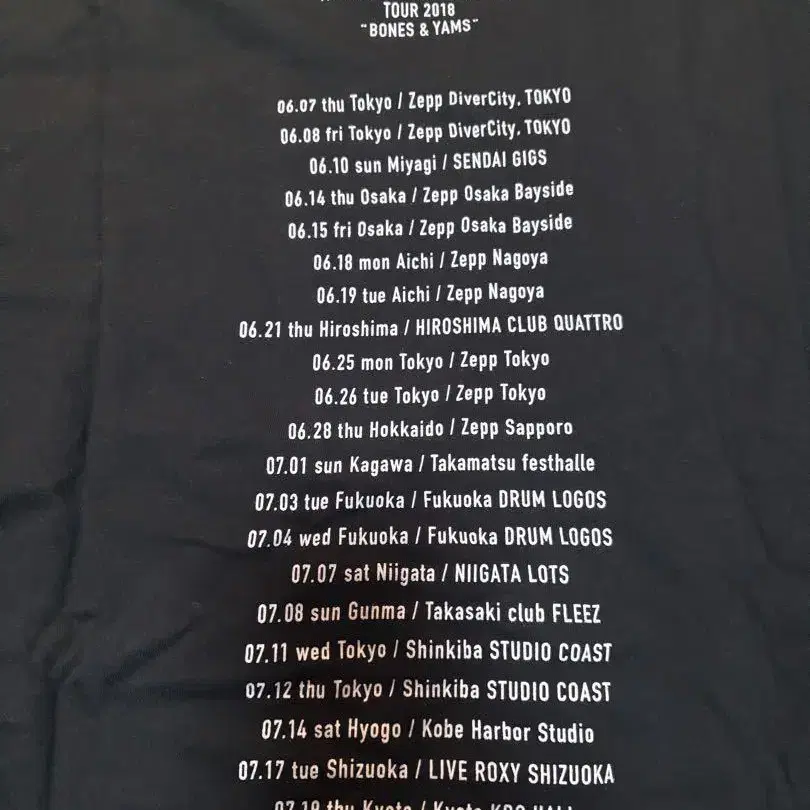 TOUR 2018
"BONES & YAMS"
06.07 thu Tokyo / Zepp DiverCity, TOKYO
06.08 fri Tokyo / Zepp DiverCity, TOKYO
06.10 sun Miyagi / SENDAI GIGS
06.14 thu Osaka / Zepp Osaka Bayside
06.15 fri Osaka / Zepp Osaka Bayside
06.18 mon Aichi / Zepp Nagoya
06.19 tue Aichi / Zepp Nagoya
06.21 thu Hiroshima / HIROSHIMA CLUB QUATTRO
06.25 mon Tokyo / Zepp Tokyo
06.26 tue Tokyo / Zepp Tokyo
06.28 thu Hokkaido / Zepp Sapporo
07.01 sun Kagawa / Takamatsu festhalle
07.03 tue Fukuoka / Fukuoka DRUM LOGOS
07.04 wed Fukuoka / Fukuoka DRUM LOGOS
07.07 sat Niigata / NIIGATA LOTS
07.08 sun Gunma / Takasaki club FLEEZ
07.11 wed Tokyo / Shinkiba STUDIO COAST
07.12 thu Tokyo / Shinkiba STUDIO COAST
07.14 sat Hyogo / Kobe Harbor Studio
07.17 tue Shizuoka / LIVE ROXY SHIZUOKA
07.19 thu Kyoto / Kyoto KBS HALL